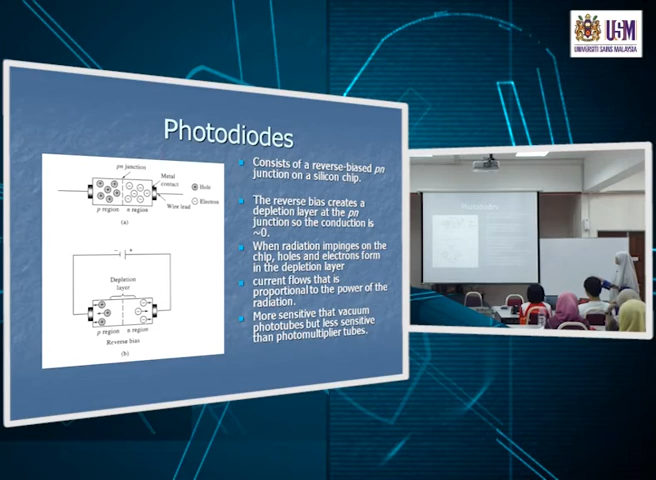 USM
UNIVERSITI SAINS MALAYSIA
Photodiodes
pn junction
Metal
contact
Hole
Electron
Wire lead
p region
n region
(a)
Depletion
layer
p region
n region
Reverse bias
(b)
Consists of a reverse-biased pn
junction on a silicon chip.
The reverse bias creates a
depletion layer at the pn
junction so the conduction is
~0.
When radiation impinges on the
chip, holes and electrons form
in the depletion layer
current flows that is
proportional to the power of the
radiation.
More sensitive that vacuum
phototubes but less sensitive
than photomultiplier tubes.
Photodiodes